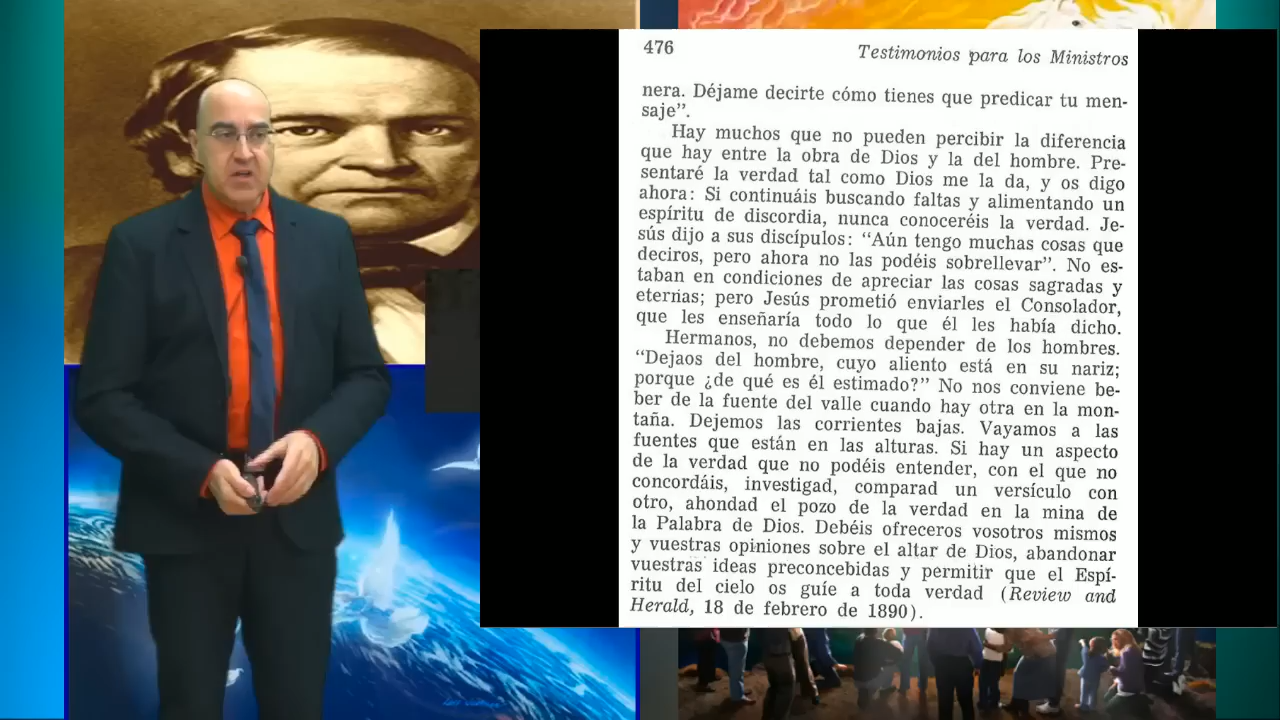 476
Testimonios para los Ministros
nera. Déjame decirte cómo tienes que predicar tu men-
saje”.
Hay muchos que no pueden percibir la diferencia
que hay entre la obra de Dios y la del hombre. Pre-
sentaré la verdad tal como Dios me la da, y os digo
ahora: Si continuáis buscando faltas y alimentando un
espíritu de discordia, nunca conoceréis la verdad. Je-
sús dijo a sus discípulos: “Aún tengo muchas cosas que
deciros, pero ahora no las podéis sobrellevar”. No es-
taban en condiciones de apreciar las cosas sagradas y
eternas; pero Jesús prometió enviarles el Consolador,
que les enseñaría todo lo que él les había dicho.
Hermanos, no debemos depender de los hombres.
“Dejaos del hombre, cuyo aliento está en su nariz;
porque ¿de qué es él estimado?” No nos conviene be-
ber de la fuente del valle cuando hay otra en la mon-
taña. Dejemos las corrientes bajas. Vayamos a las
fuentes que están en las alturas. Si hay un aspecto
de la verdad que no podéis entender, con el que no
concordáis, investigad, comparad un versículo con
otro, ahondad el pozo de la verdad en la mina de
la Palabra de Dios. Debéis ofreceros vosotros mismos
y vuestras opiniones sobre el altar de Dios, abandonar
vuestras ideas preconcebidas y permitir que el Espí-
ritu del cielo os guíe a toda verdad (Review and
Herald, 18 de febrero de 1890).